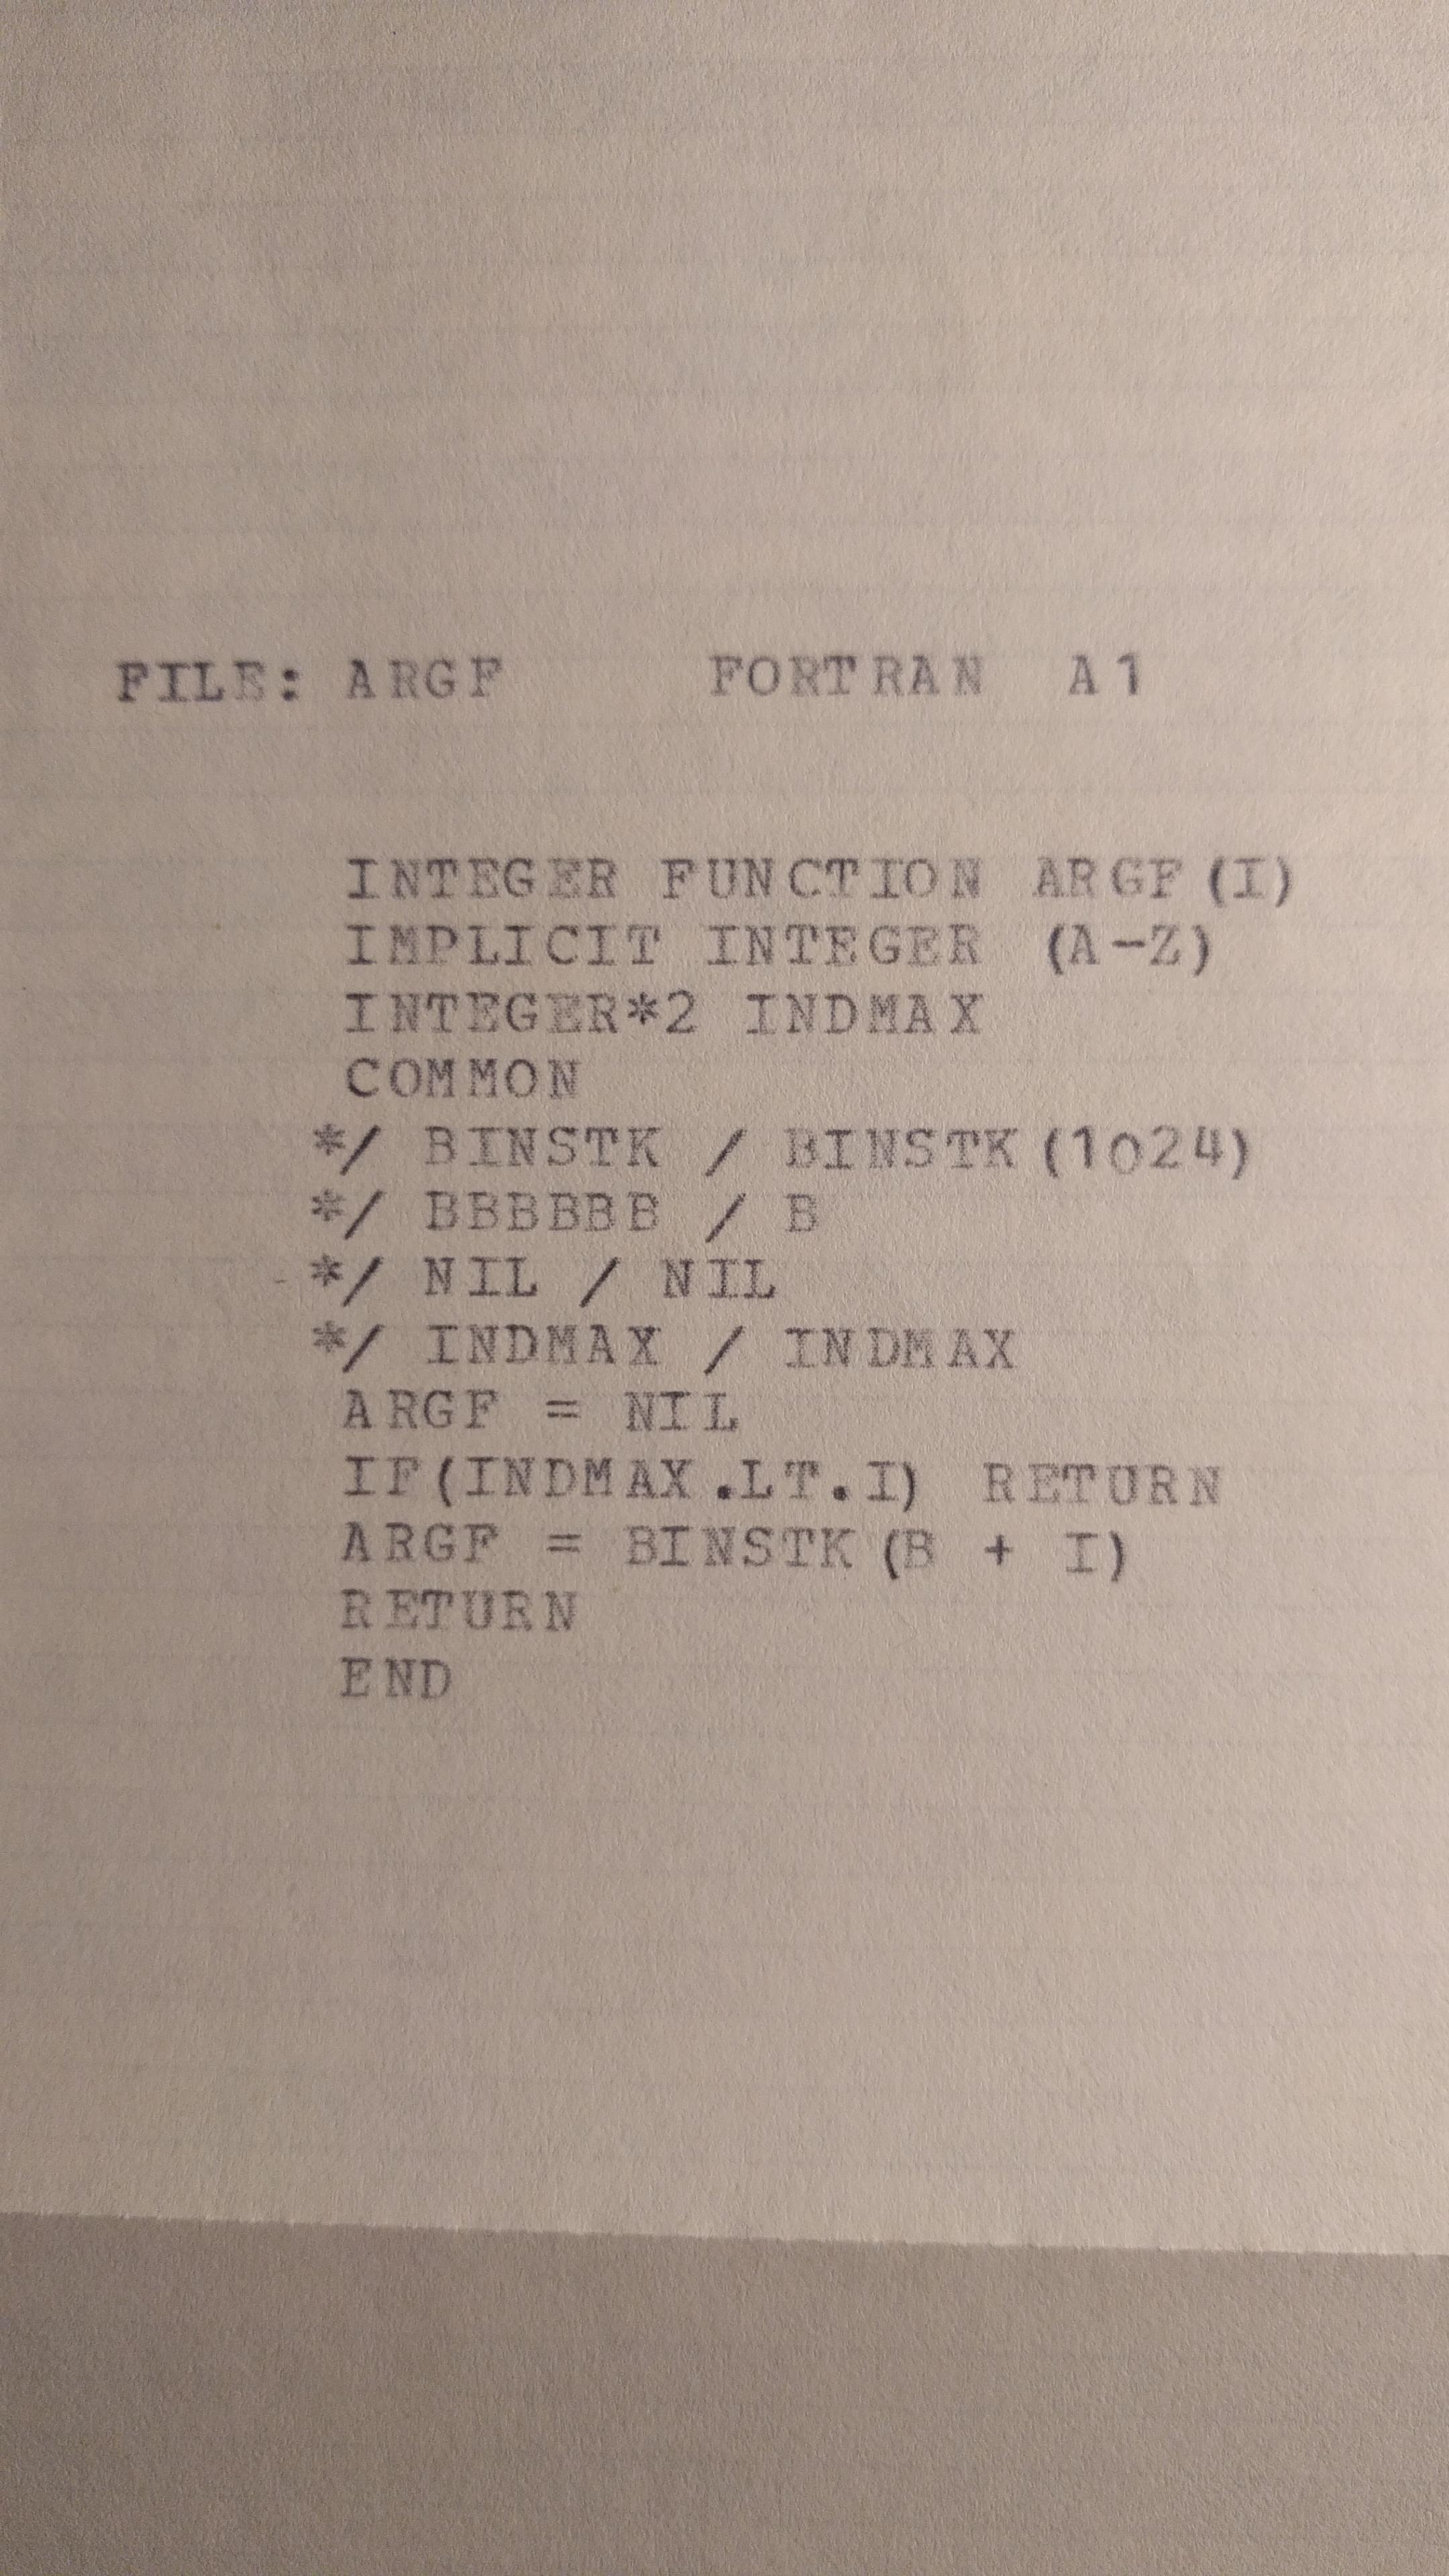 FILE: ARGF     FORTRAN  A1
      INTEGER FUNCTION ARGF(I)
      IMPLICIT INTEGER (A-Z)
      INTEGER*2 INDMAX
      COMMON
     */ BINSTK / BINSTK(1024)
     */ BBBBBB / B
     */ NIL / NIL
     */ INDMAX / INDMAX
      ARGF = NIL
      IF(INDMAX.LT.I) RETURN
      ARGF = BINSTK(B + I)
      RETURN
      END